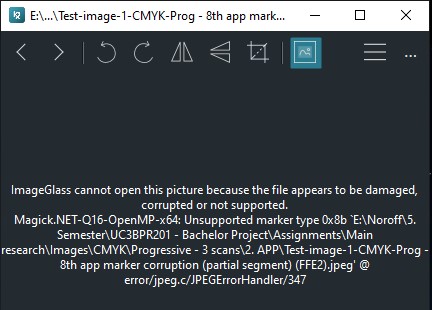 E:\...\Test-image-1-CMYK-Prog - 8th app mark...
ImageGlass cannot open this picture because the file appears to be damaged,
corrupted or not supported.
Magick.NET-Q16-OpenMP-x64: Unsupported marker type 0x8b `E:\Noroff\5.
Semester\UC3BPR201 - Bachelor Project\Assignments\Main
research\Images\CMYK\Progressive - 3 scans\2. APP\Test-image-1-CMYK-Prog -
8th app marker corruption (partial segment) (FFE2).jpeg' @
error/jpeg.c/JPEGErrorHandler/347